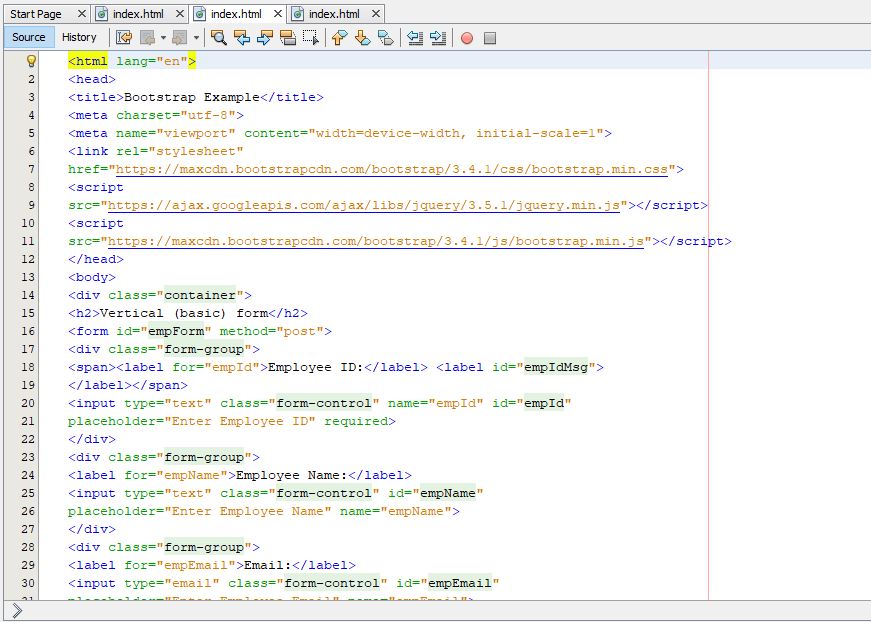 Start Page
index.html
index.html
index.html
Source History
<html lang="en">
2 <head>
3 <title>Bootstrap Example</title>
4 <meta charset="utf-8">
5 <meta name="viewport" content="width=device-width, initial-scale=1">
6 <link rel="stylesheet"
7 href="https://maxcdn.bootstrapcdn.com/bootstrap/3.4.1/css/bootstrap.min.css">
8 <script
9 src="https://ajax.googleapis.com/ajax/libs/jquery/3.5.1/jquery.min.js"></script>
10 <script
11 src="https://maxcdn.bootstrapcdn.com/bootstrap/3.4.1/js/bootstrap.min.js"></script>
12 </head>
13 <body>
14 <div class="container">
15 <h2>Vertical (basic) form</h2>
16 <form id="empForm" method="post">
17 <div class="form-group">
18 <span><label for="empId">Employee ID:</label> <label id="empIdMsg">
19 </label></span>
20 <input type="text" class="form-control" name="empId" id="empId"
21 placeholder="Enter Employee ID" required>
22 </div>
23 <div class="form-group">
24 <label for="empName">Employee Name:</label>
25 <input type="text" class="form-control" id="empName"
26 placeholder="Enter Employee Name" name="empName">
27 </div>
28 <div class="form-group">
29 <label for="empEmail">Email:</label>
30 <input type="email" class="form-control" id="empEmail"
31 placeholder="Enter Employee Email" name="empEmail">